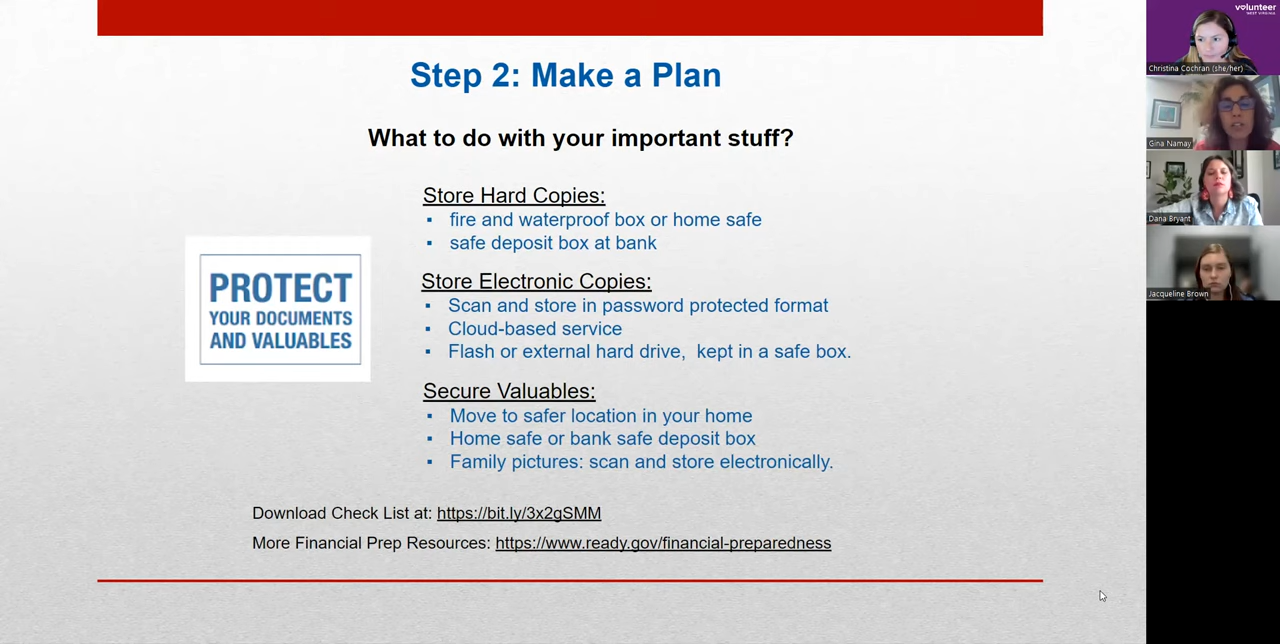 Step 2: Make a Plan
What to do with your important stuff?
Store Hard Copies:
▪ fire and waterproof box or home safe
▪ safe deposit box at bank
Store Electronic Copies:
▪ Scan and store in password protected format
▪ Cloud-based service
▪ Flash or external hard drive, kept in a safe box.
Secure Valuables:
▪ Move to safer location in your home
▪ Home safe or bank safe deposit box
▪ Family pictures: scan and store electronically.
PROTECT
YOUR DOCUMENTS
AND VALUABLES
Download Check List at: https://bit.ly/3x2gSMM
More Financial Prep Resources: https://www.ready.gov/financial-preparedness
volunteer
WEST VIRGINIA
Christina Cochran (she/her)
Gina Namay
Dana Bryant
Jacqueline Brown